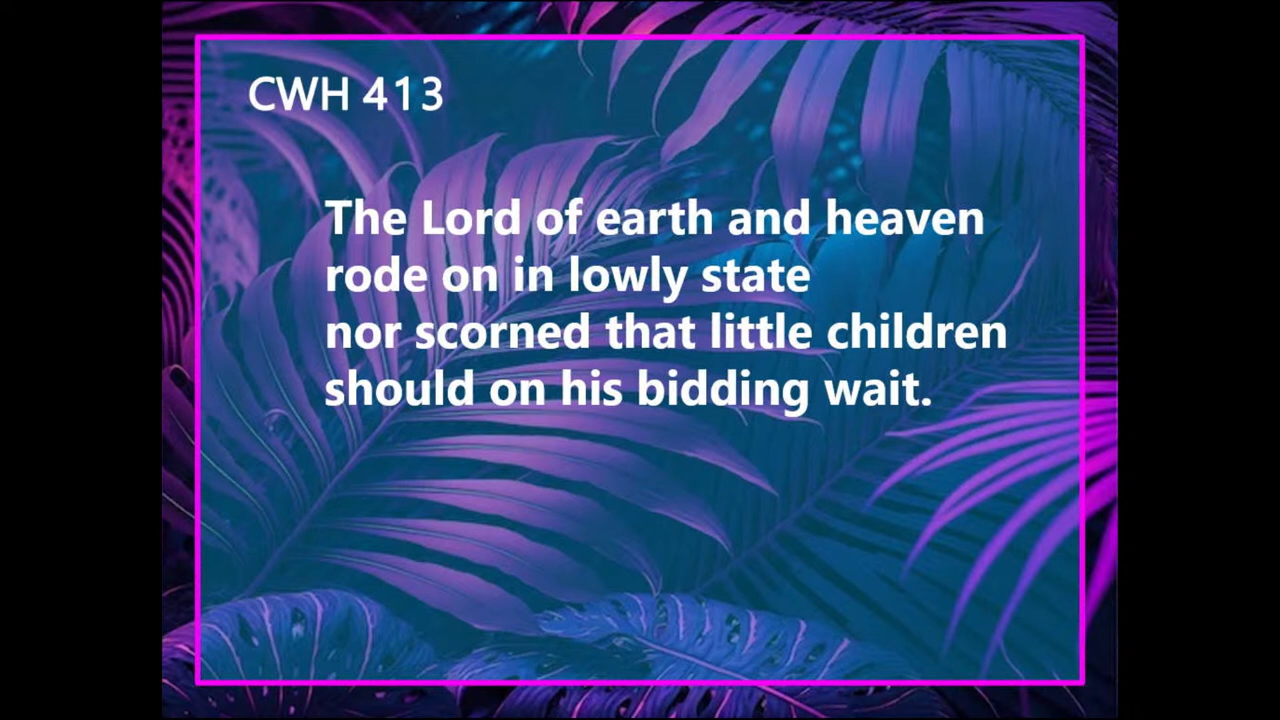 CWH 413
The Lord of earth and heaven
rode on in lowly state
nor scorned that little children
should on his bidding wait.